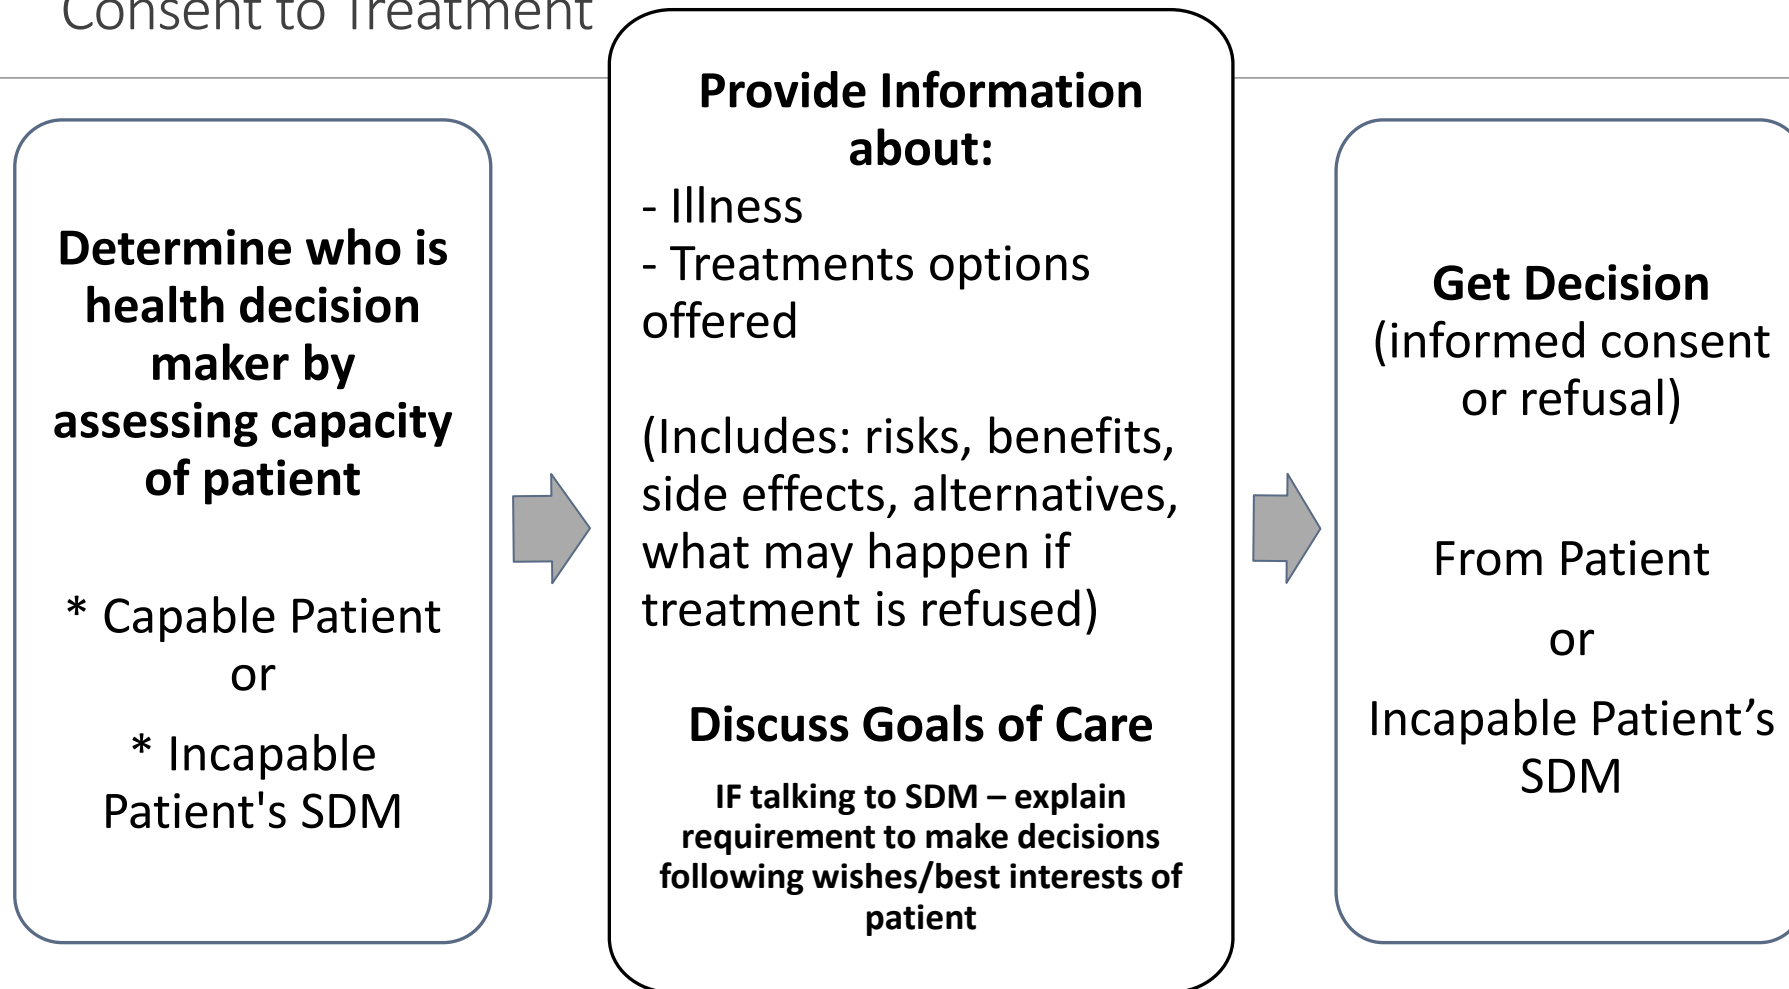 Consent to Treatment
Determine who is
health decision
maker by
assessing capacity
of patient
* Capable Patient
or
* Incapable
Patient's SDM
Provide Information
about:
- Illness
- Treatments options
offered
(Includes: risks, benefits,
side effects, alternatives,
what may happen if
treatment is refused)
Discuss Goals of Care
IF talking to SDM – explain
requirement to make decisions
following wishes/best interests of
patient
Get Decision
(informed consent
or refusal)
From Patient
or
Incapable Patient’s
SDM